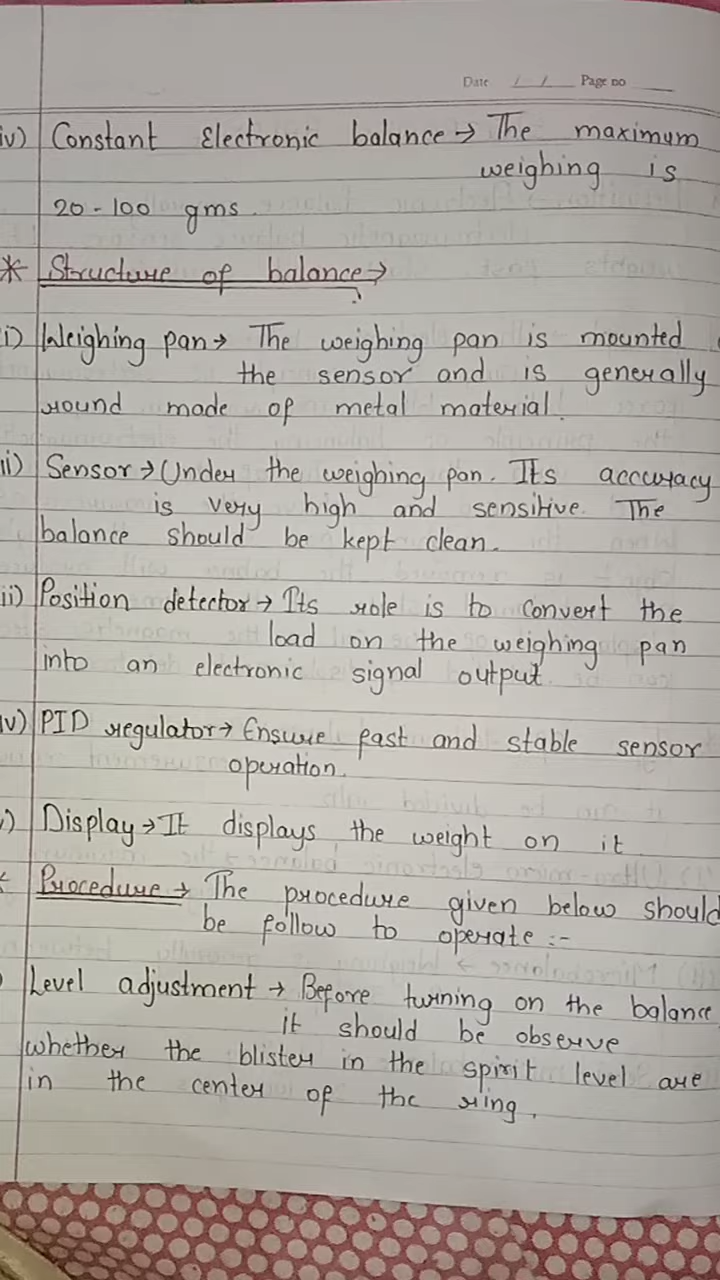 Date / / Page no
iv) Constant Electronic balance → The maximum
weighing is
20-100 gms.
* Structure of balance →
i) Weighing pan → The weighing pan is mounted
the sensor and is generally
round made of metal material.
ii) Sensor → Under the weighing pan. Its accuracy
is very high and sensitive. The
balance should be kept clean.
ii) Position detector → Its role is to convert the
load on the weighing pan
into an electronic signal output
iv) PID regulator → Ensure fast and stable sensor
operation.
) Display → It displays the weight on it
Procedure → The procedure given below should
be follow to operate :-
Level adjustment → Before turning on the balance
it should be observe
whether the blister in the spirit level are
in the center of the ring.